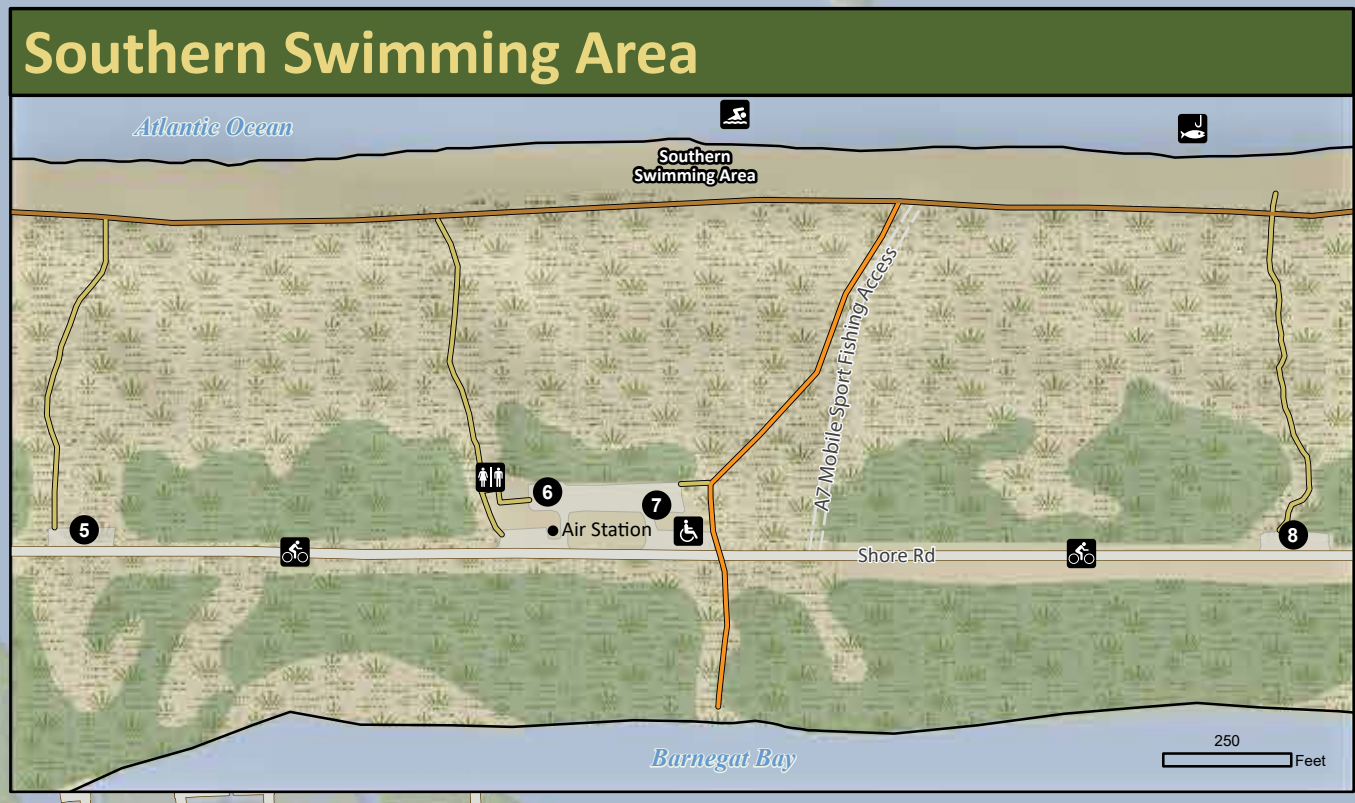 Southern Swimming Area
Atlantic Ocean
Southern
Swimming Area
A7 Mobile Sport Fishing Access
6
7
5
Air Station
8
Shore Rd
Barnegat Bay
250
Feet